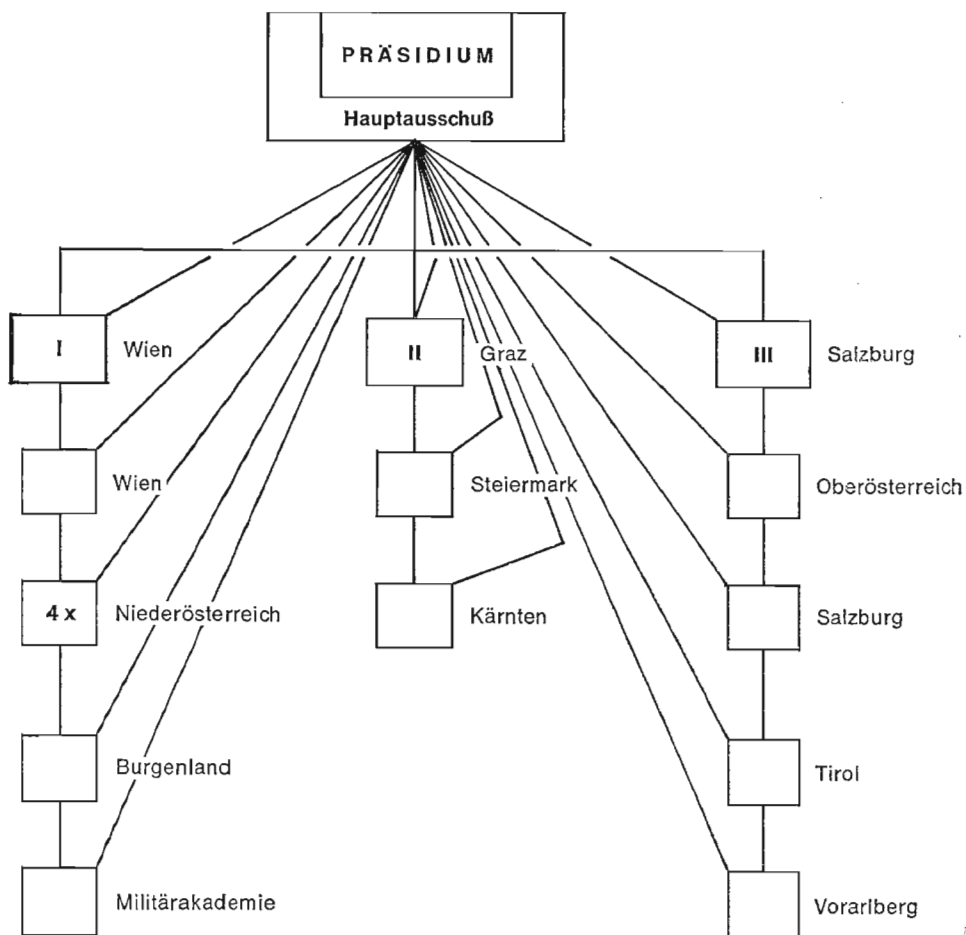 PRÄSIDIUM
Hauptausschuß
I Wien
II Graz
III Salzburg
Wien
Steiermark
Oberösterreich
4 x Niederösterreich
Kärnten
Salzburg
Burgenland
Tirol
Militärakademie
Vorarlberg